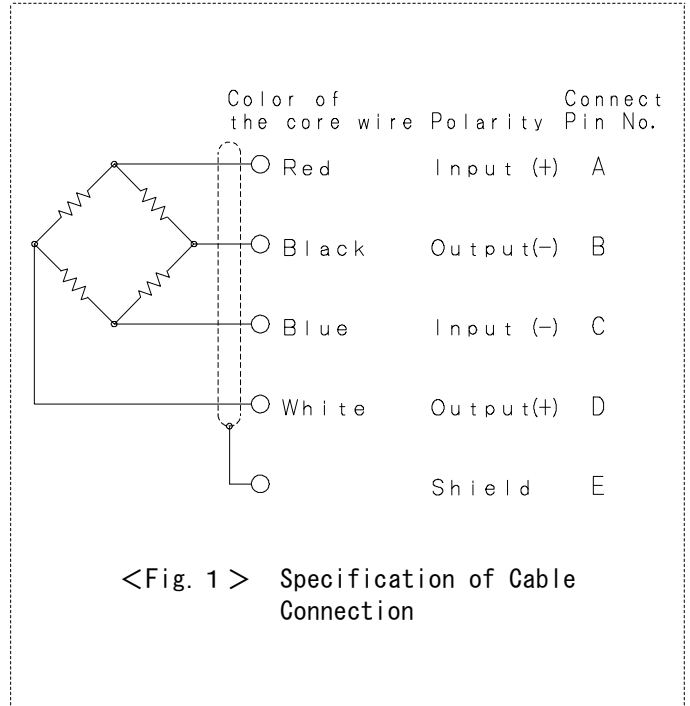 Color of Connect
the core wire Polarity Pin No.
Red Input (+) A
Black Output(-) B
Blue Input (-) C
White Output(+) D
Shield E
<Fig. 1> Specification of Cable
Connection